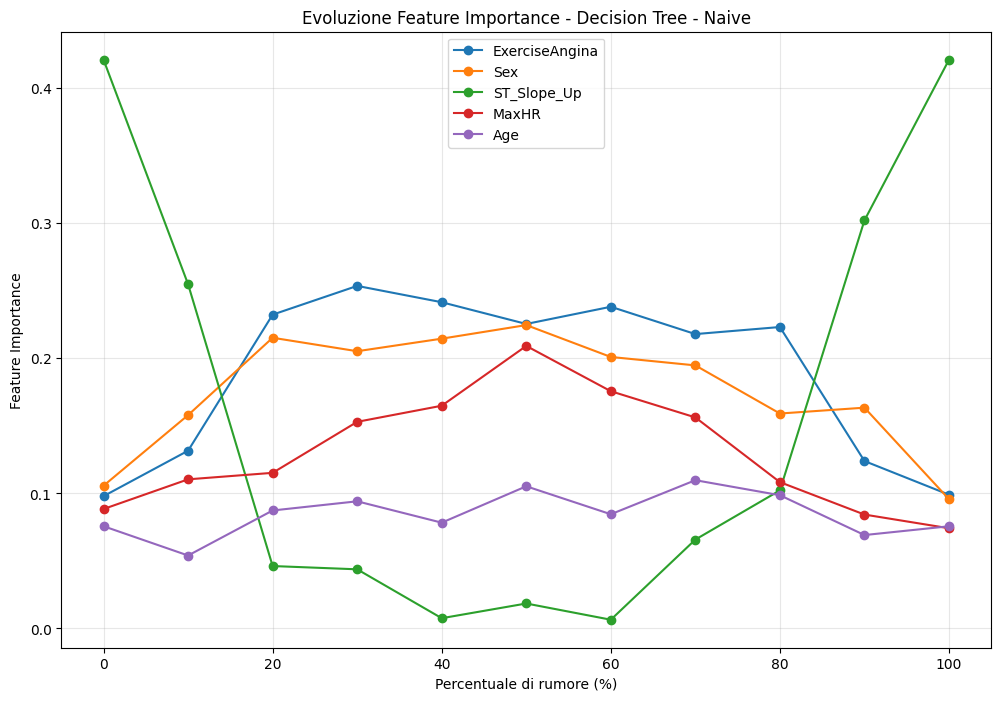 Evoluzione Feature Importance - Decision Tree - Naive
ExerciseAngina
Sex
ST_Slope_Up
MaxHR
Age
Feature Importance
0.4
0.3
0.2
0.1
0.0
0 20 40 60 80 100
Percentuale di rumore (%)